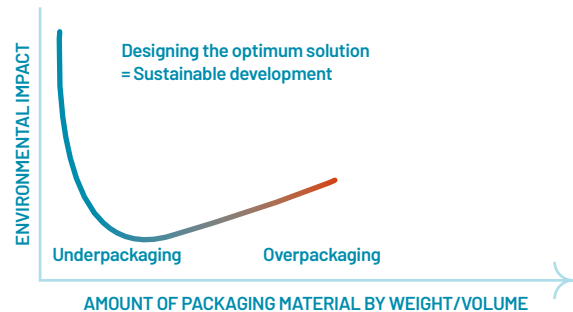 Designing the optimum solution
= Sustainable development
ENVIRONMENTAL IMPACT
Underpackaging
Overpackaging
AMOUNT OF PACKAGING MATERIAL BY WEIGHT/VOLUME